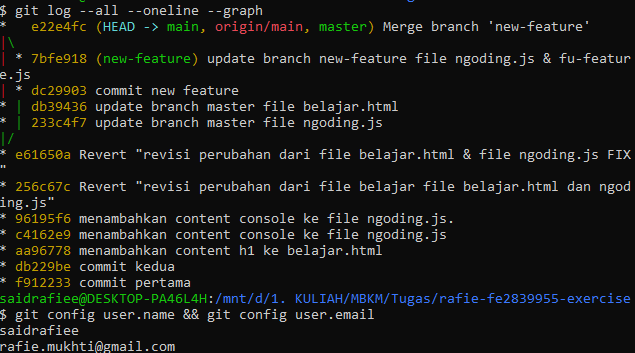 $ git log --all --oneline --graph
*   e22e4fc (HEAD -> main, origin/main, master) Merge branch 'new-feature'
|\
| * 7bfe918 (new-feature) update branch new-feature file ngoding.js & fu-featur
e.js
| * dc29903 commit new feature
* | db39436 update branch master file belajar.html
* | 233c4f7 update branch master file ngoding.js
|/
* e61650a Revert "revisi perubahan dari file belajar.html & file ngoding.js FIX
"
* 256c67c Revert "revisi perubahan dari file belajar file belajar.html dan ngod
ing.js"
* 96195f6 menambahkan content console ke file ngoding.js.
* c4162e9 menambahkan content console ke file ngoding.js
* aa96778 menambahkan content h1 ke belajar.html
* db229be commit kedua
* f912233 commit pertama
saidrafiee@DESKTOP-PA46L4H:/mnt/d/1. KULIAH/MBKM/Tugas/rafie-fe2839955-exercise
$ git config user.name && git config user.email
saidrafiee
rafie.mukhti@gmail.com